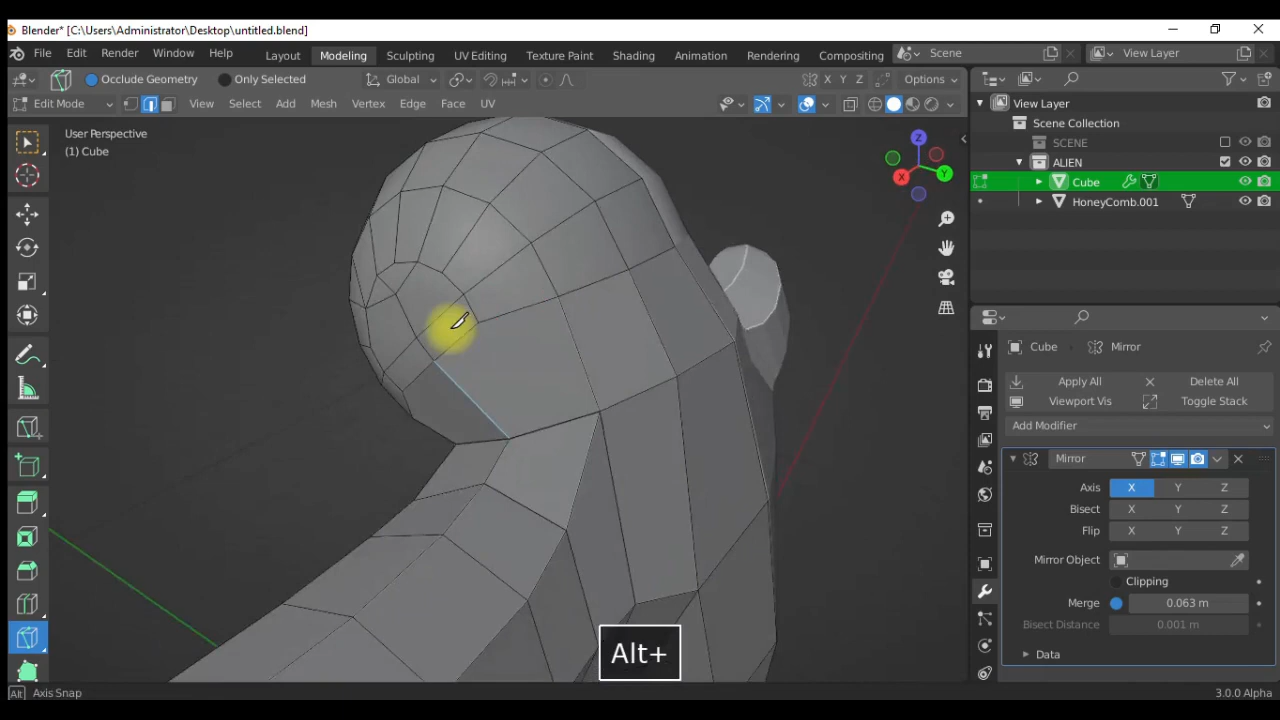 Blender* [C:\Users\Administrator\Desktop\untitled.blend]
File Edit Render Window Help Layout Modeling Sculpting UV Editing Texture Paint Shading Animation Rendering Compositing Scene View Layer
Occlude Geometry Only Selected Global X Y Z Options
Edit Mode View Select Add Mesh Vertex Edge Face UV
View Layer
Scene Collection
SCENE
ALIEN
Cube
HoneyComb.001
User Perspective
(1) Cube
Z
X
Y
Cube Mirror
Apply All Delete All
Viewport Vis Toggle Stack
Add Modifier
Mirror
Axis X Y Z
Bisect X Y Z
Flip X Y Z
Mirror Object
Clipping
Merge 0.063 m
Bisect Distance 0.001 m
Data
Alt+
Alt Axis Snap
3.0.0 Alpha